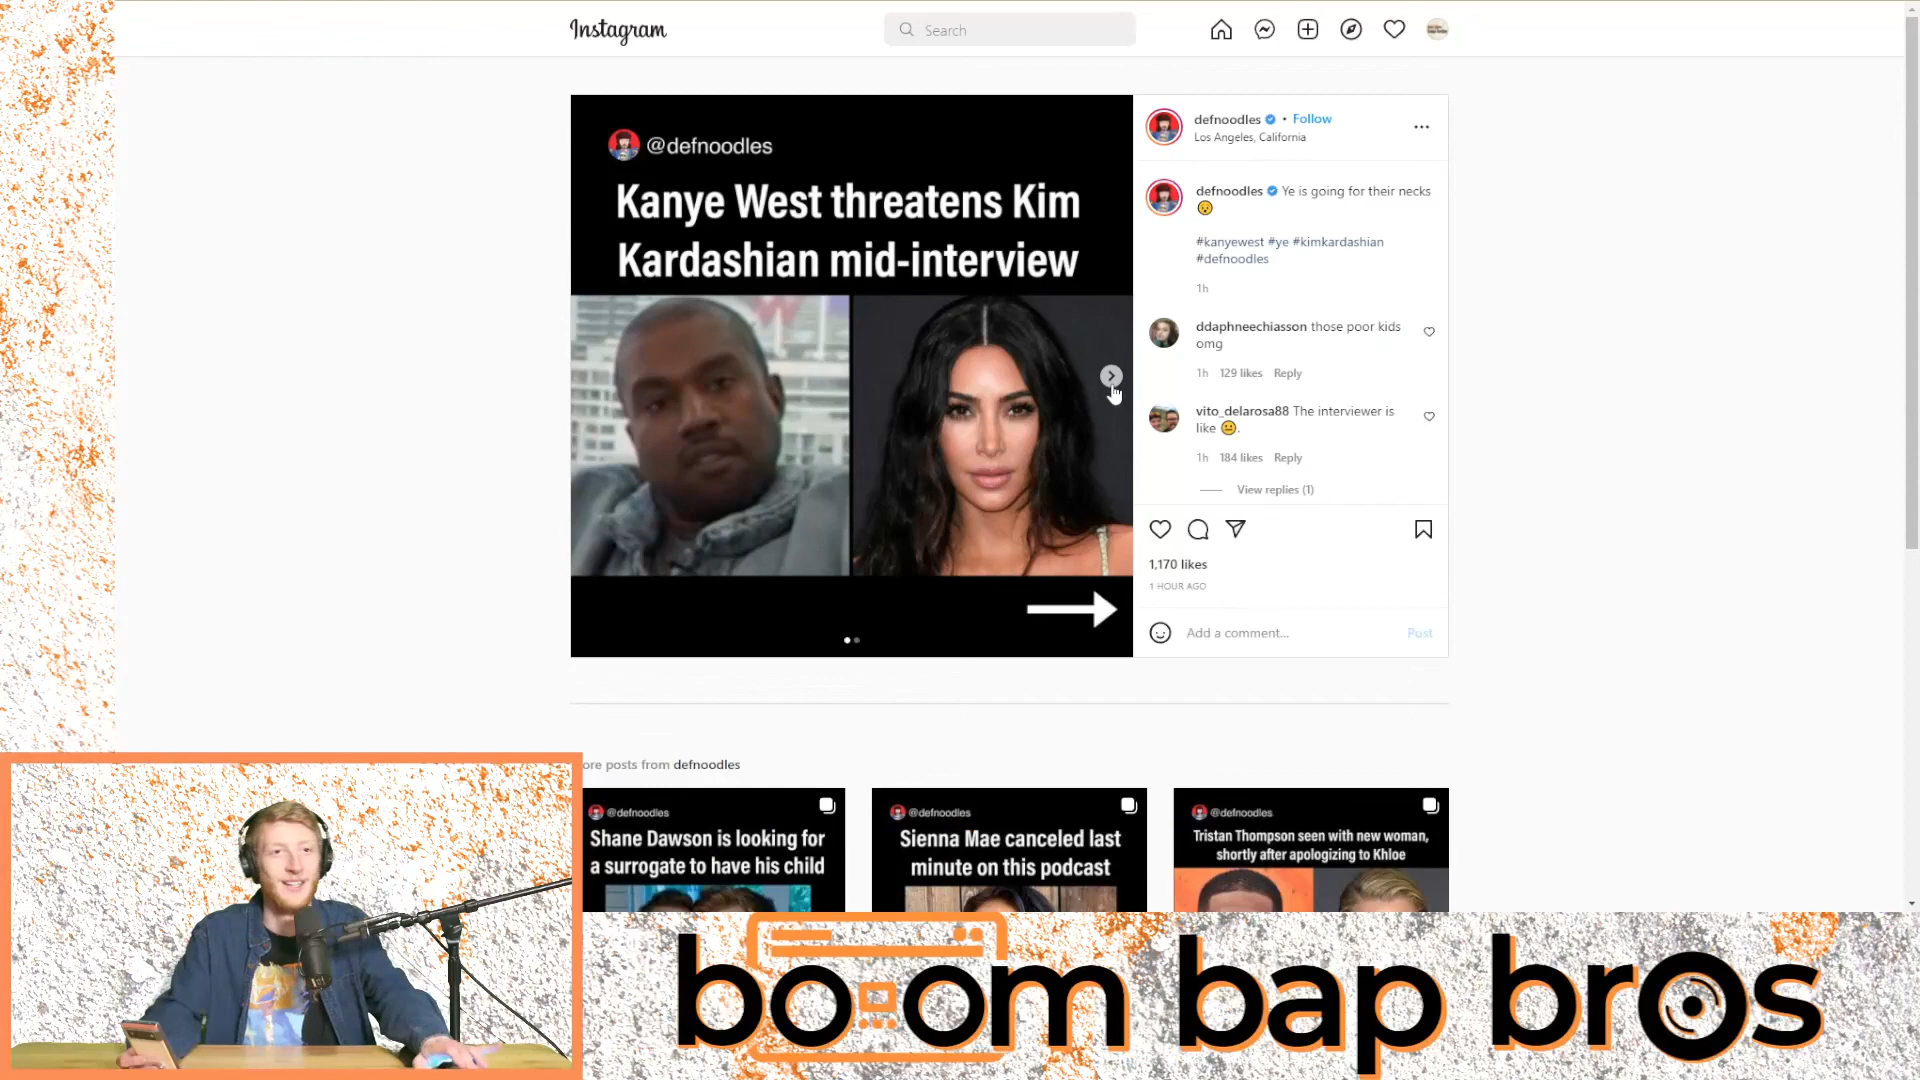 Instagram
Search
@defnoodles
Kanye West threatens Kim
Kardashian mid-interview
defnoodles • Follow
Los Angeles, California
defnoodles Ye is going for their necks
😮
#kanyewest #ye #kimkardashian
#defnoodles
1h
ddaphneechiasson those poor kids
omg
1h 129 likes Reply
vito_delarosa88 The interviewer is
like 😐.
1h 184 likes Reply
View replies (1)
1,170 likes
1 HOUR AGO
Add a comment... Post
ore posts from defnoodles
@defnoodles
Shane Dawson is looking for
a surrogate to have his child
@defnoodles
Sienna Mae canceled last
minute on this podcast
@defnoodles
Tristan Thompson seen with new woman,
shortly after apologizing to Khloe
boom bap bros